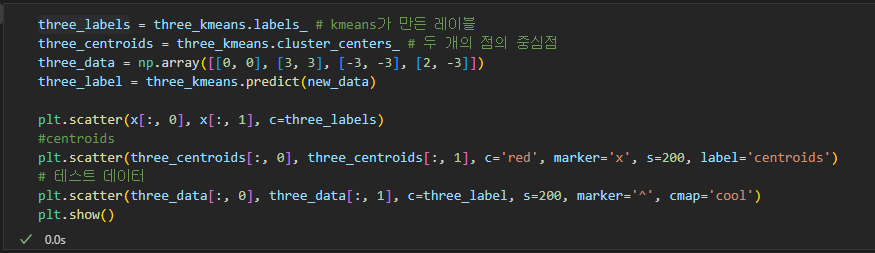 three_labels = three_kmeans.labels_ # kmeans가 만든 레이블
three_centroids = three_kmeans.cluster_centers_ # 두 개의 점의 중심점
three_data = np.array([[0, 0], [3, 3], [-3, -3], [2, -3]])
three_label = three_kmeans.predict(new_data)
plt.scatter(x[:, 0], x[:, 1], c=three_labels)
#centroids
plt.scatter(three_centroids[:, 0], three_centroids[:, 1], c='red', marker='x', s=200, label='centroids')
# 테스트 데이터
plt.scatter(three_data[:, 0], three_data[:, 1], c=three_label, s=200, marker='^', cmap='cool')
plt.show()
0.0s